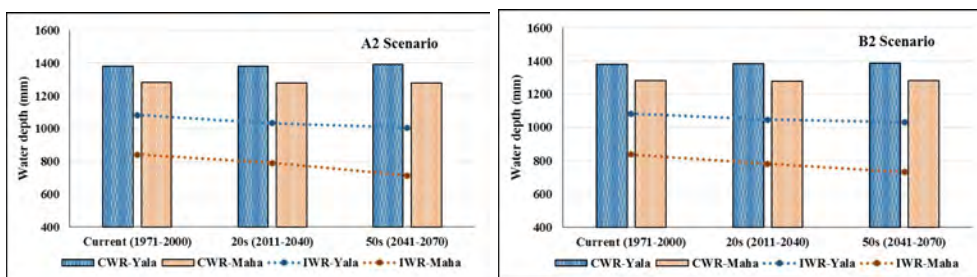 1600
A2 Scenario
1400
1200
1000
800
600
400
Water depth (mm)
Current (1971-2000) 20s (2011-2040) 50s (2041-2070)
CWR-Yala CWR-Maha IWR-Yala IWR-Maha
1600
B2 Scenario
1400
1200
1000
800
600
400
Water depth (mm)
Current (1971-2000) 20s (2011-2040) 50s (2041-2070)
CWR-Yala CWR-Maha IWR-Yala IWR-Maha